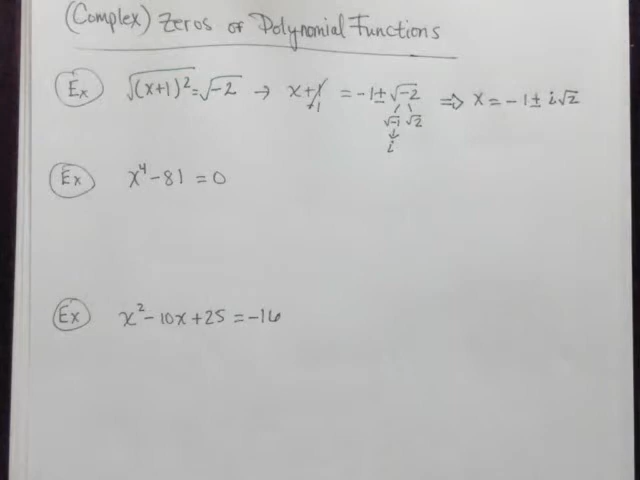 (Complex) Zeros of Polynomial Functions
Ex √(x+1)² = √-2 → x+1 = -1 ± √-2 ⇒ x = -1 ± i√2
-1 √-1 √2
↓
i
Ex x⁴ - 81 = 0
Ex x² - 10x + 25 = -16